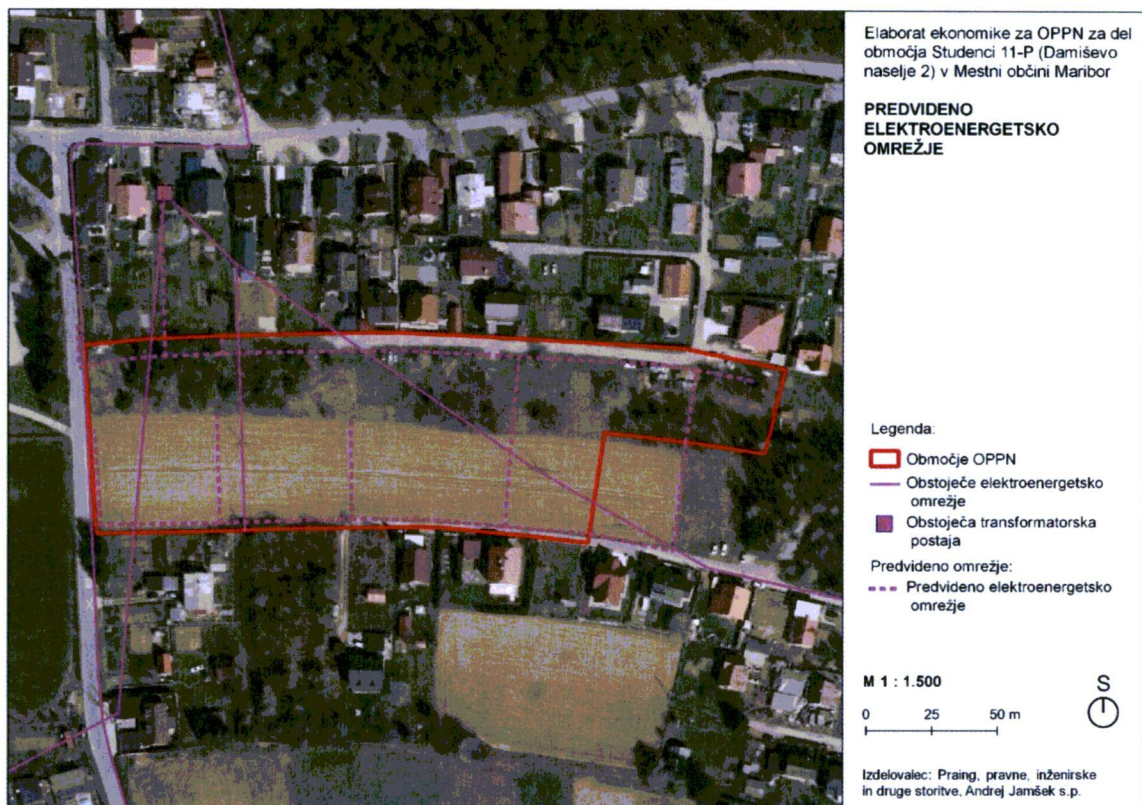 Elaborat ekonomike za OPPN za del
območja Studenci 11-P (Damiševo
naselje 2) v Mestni občini Maribor
PREDVIDENO
ELEKTROENERGETSKO
OMREŽJE
Legenda:
Območje OPPN
Obstoječe elektroenergetsko
omrežje
Obstoječa transformatorska
postaja
Predvideno omrežje:
Predvideno elektroenergetsko
omrežje
M 1 : 1.500
S
0 25 50 m
Izdelovalec: Praing, pravne, inženirske
in druge storitve, Andrej Jamšek s.p.